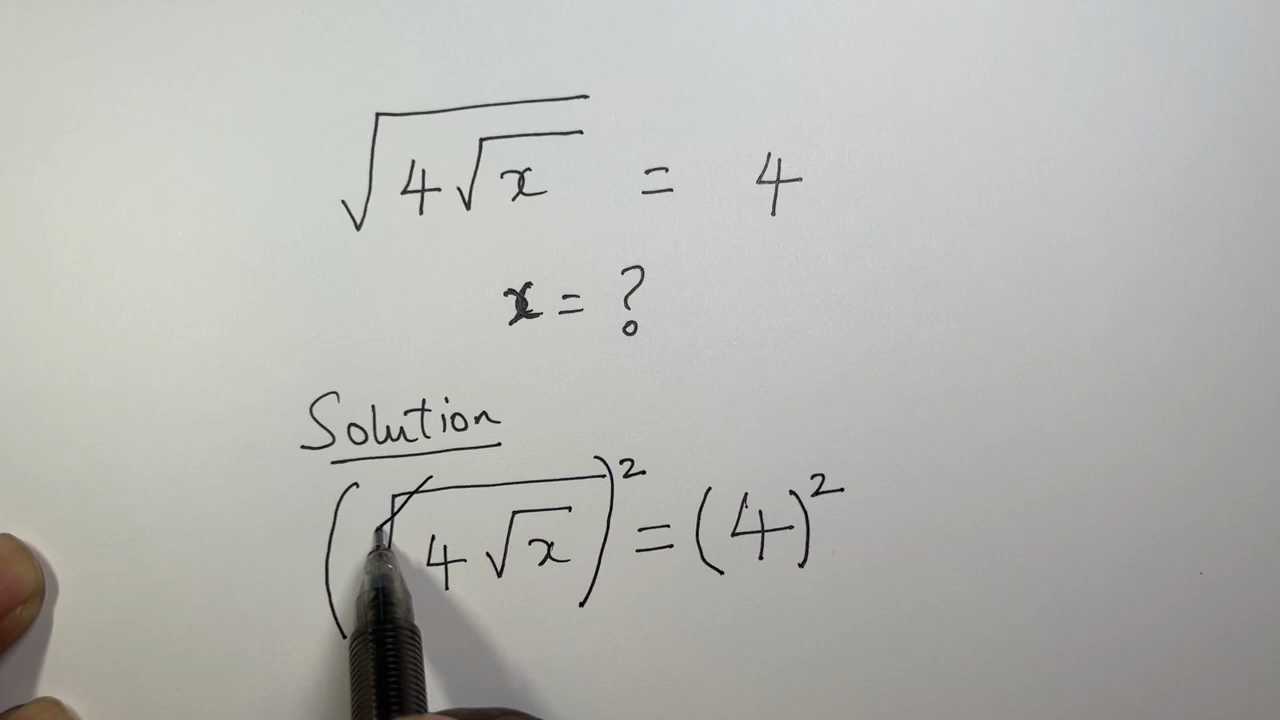 √(4√x) = 4
x = ?
Solution
(√(4√x))² = (4)²